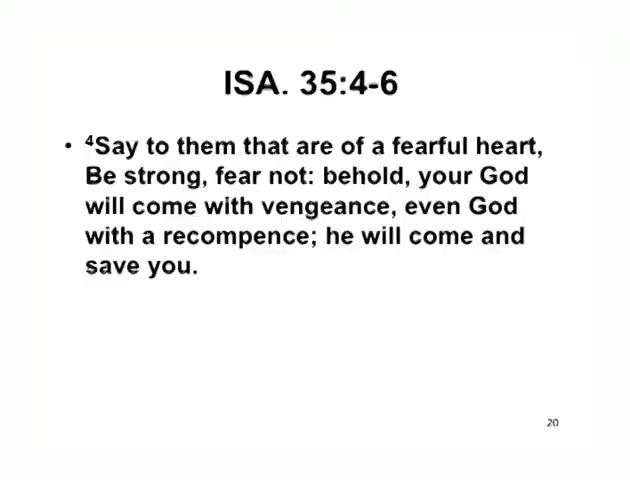 ISA. 35:4-6
• ⁴Say to them that are of a fearful heart,
Be strong, fear not: behold, your God
will come with vengeance, even God
with a recompence; he will come and
save you.
20